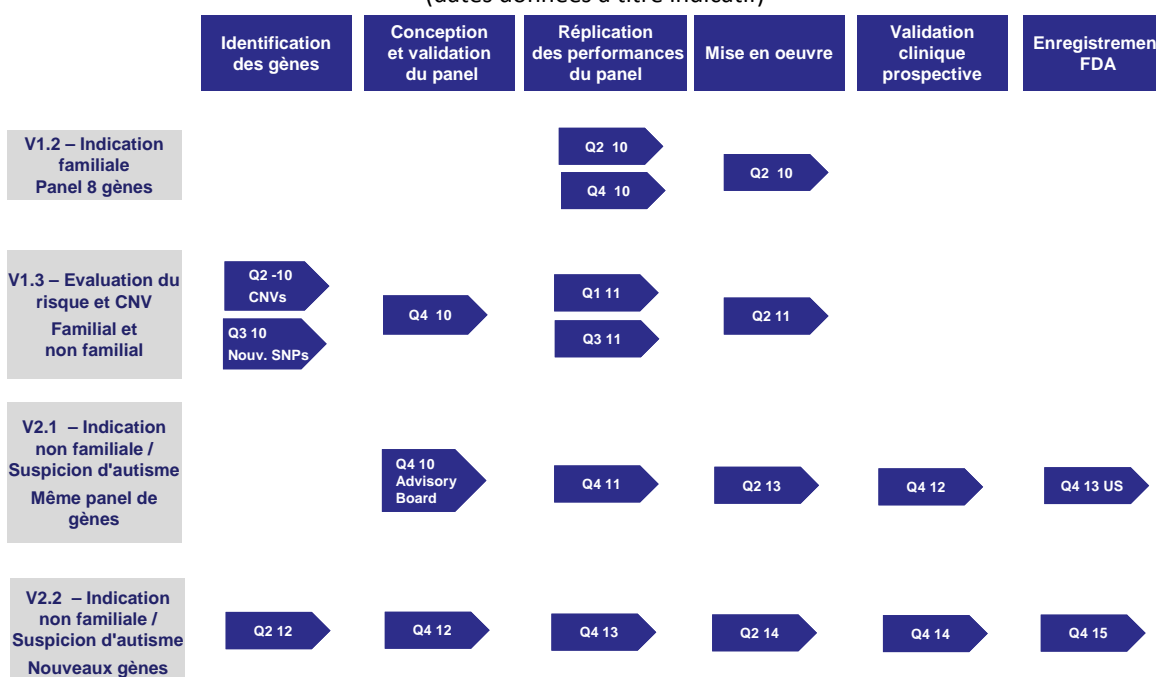 (dates données à titre indicatif)
Identification
des gènes
Conception
et validation
du panel
Réplication
des performances
du panel
Mise en oeuvre
Validation
clinique
prospective
Enregistremen
FDA
V1.2 – Indication
familiale
Panel 8 gènes
Q2 10
Q4 10
Q2 10
V1.3 – Evaluation du
risque et CNV
Familial et
non familial
Q2 -10
CNVs
Q3 10
Nouv. SNPs
Q4 10
Q1 11
Q3 11
Q2 11
V2.1 – Indication
non familiale /
Suspicion d'autisme
Même panel de
gènes
Q4 10
Advisory
Board
Q4 11
Q2 13
Q4 12
Q4 13 US
V2.2 – Indication
non familiale /
Suspicion d'autisme
Nouveaux gènes
Q2 12
Q4 12
Q4 13
Q2 14
Q4 14
Q4 15